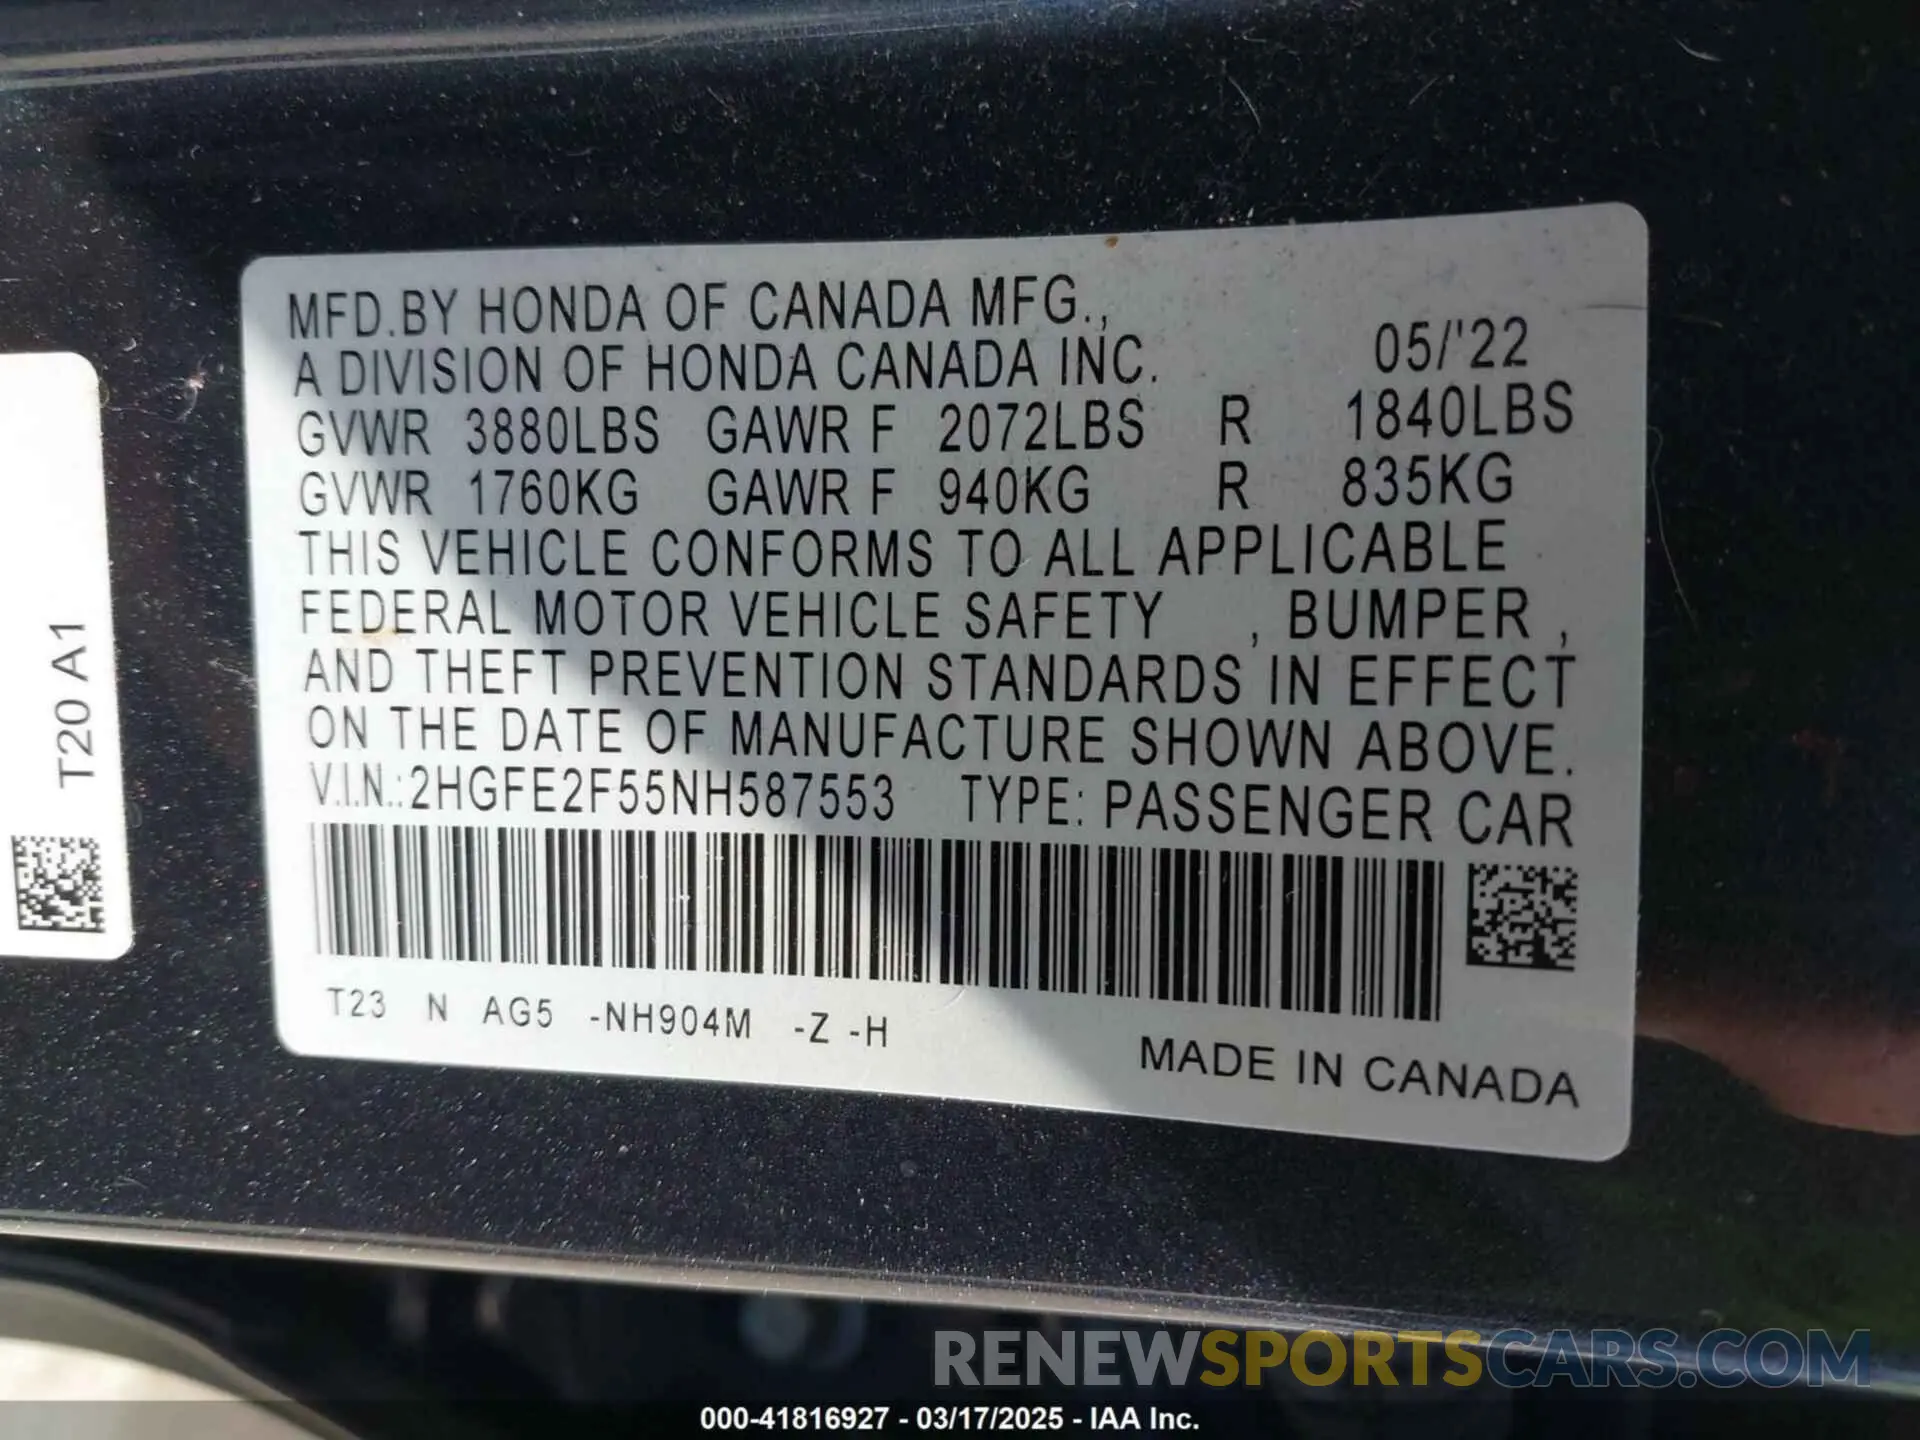 MFD.BY HONDA OF CANADA MFG.,
A DIVISION OF HONDA CANADA INC. 05/'22
GVWR 3880LBS GAWR F 2072LBS R 1840LBS
GVWR 1760KG GAWR F 940KG R 835KG
THIS VEHICLE CONFORMS TO ALL APPLICABLE
FEDERAL MOTOR VEHICLE SAFETY , BUMPER ,
AND THEFT PREVENTION STANDARDS IN EFFECT
ON THE DATE OF MANUFACTURE SHOWN ABOVE.
V.I.N.:2HGFE2F55NH587553 TYPE: PASSENGER CAR
T23 N AG5 -NH904M -Z -H
MADE IN CANADA
T20 A1
RENEWSPORTSCARS.COM
000-41816927 - 03/17/2025 - IAA Inc.